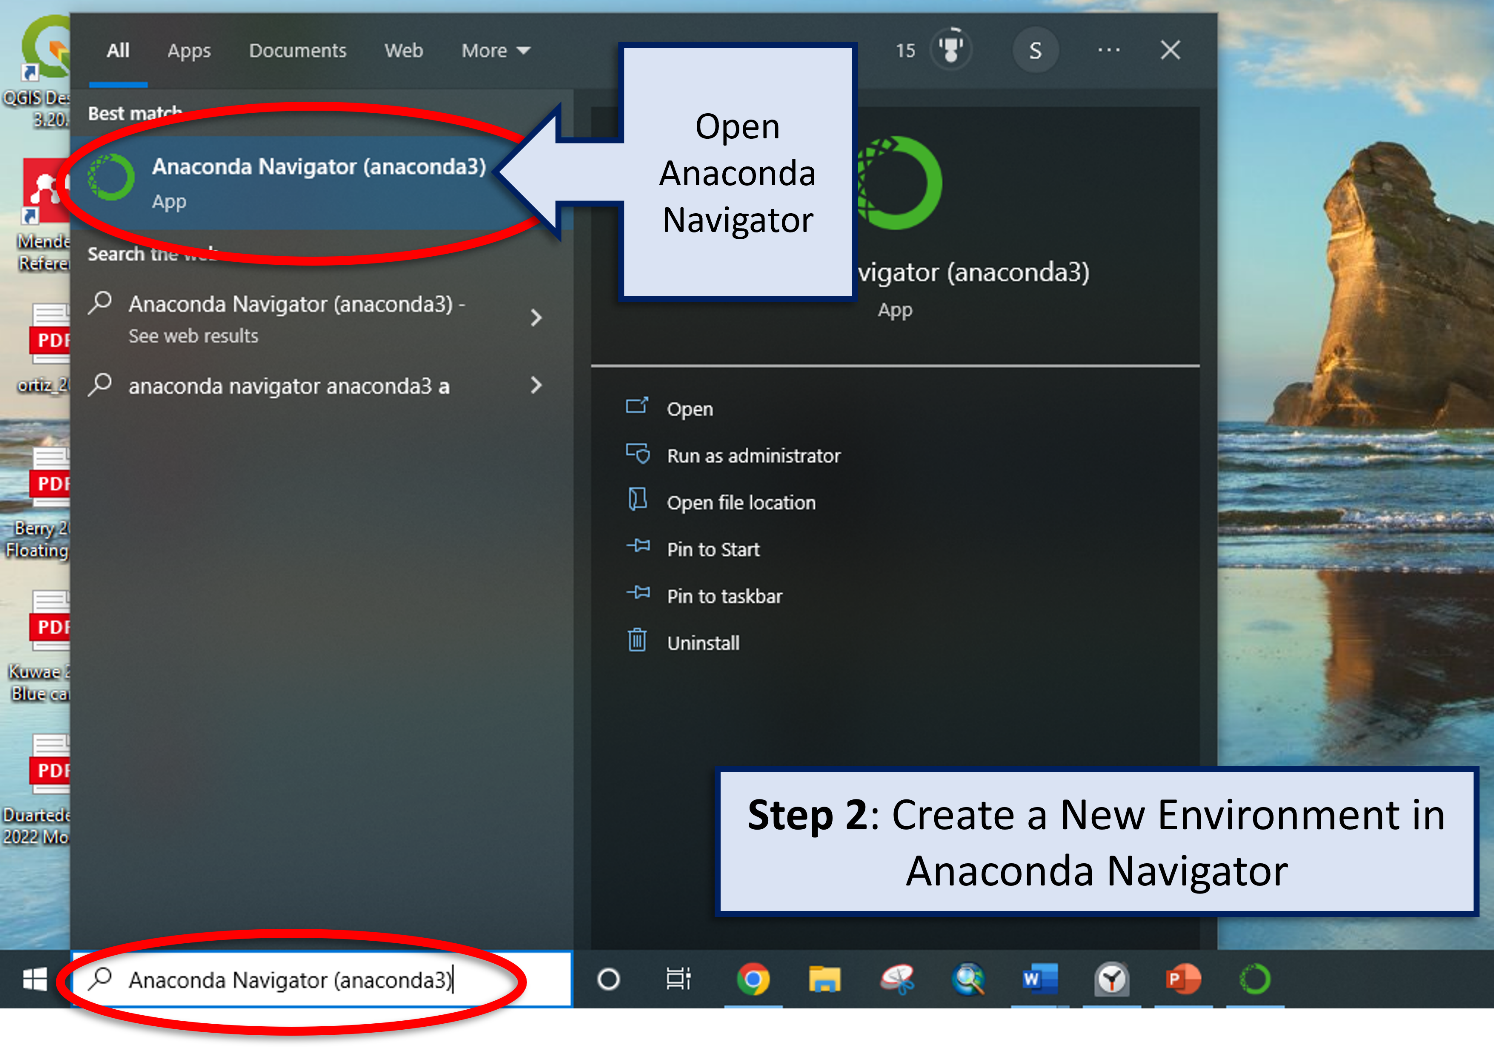 All Apps Documents Web More 15 S ··· 
QGIS Des
3.20.
Best match
Anaconda Navigator (anaconda3)
App
Open
Anaconda
Navigator
Mende
Refere
Search the web
Anaconda Navigator (anaconda3) -
See web results
anaconda navigator anaconda3 a
vigator (anaconda3)
App
PDF
ortiz_2
Open
Run as administrator
Open file location
Pin to Start
Pin to taskbar
Uninstall
PDF
Berry_2
Floating
PDF
Kuwae 2
Blue ca
PDF
Duartede
2022 Mo
Step 2: Create a New Environment in
Anaconda Navigator
Anaconda Navigator (anaconda3)
W
P